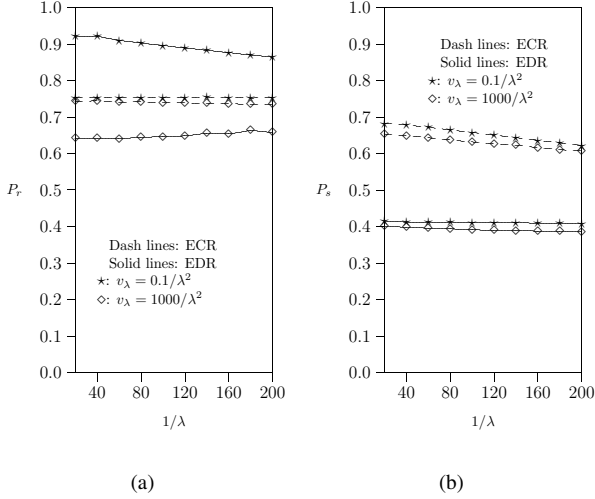 1.0
0.9
0.8
0.7
0.6
0.5
0.4
0.3
0.2
0.1
0.0
P_r
Dash lines: ECR
Solid lines: EDR
⋆: v_λ = 0.1/λ²
◇: v_λ = 1000/λ²
40 80 120 160 200
1/λ
(a)
1.0
0.9
0.8
0.7
0.6
0.5
0.4
0.3
0.2
0.1
0.0
P_s
Dash lines: ECR
Solid lines: EDR
⋆: v_λ = 0.1/λ²
◇: v_λ = 1000/λ²
40 80 120 160 200
1/λ
(b)